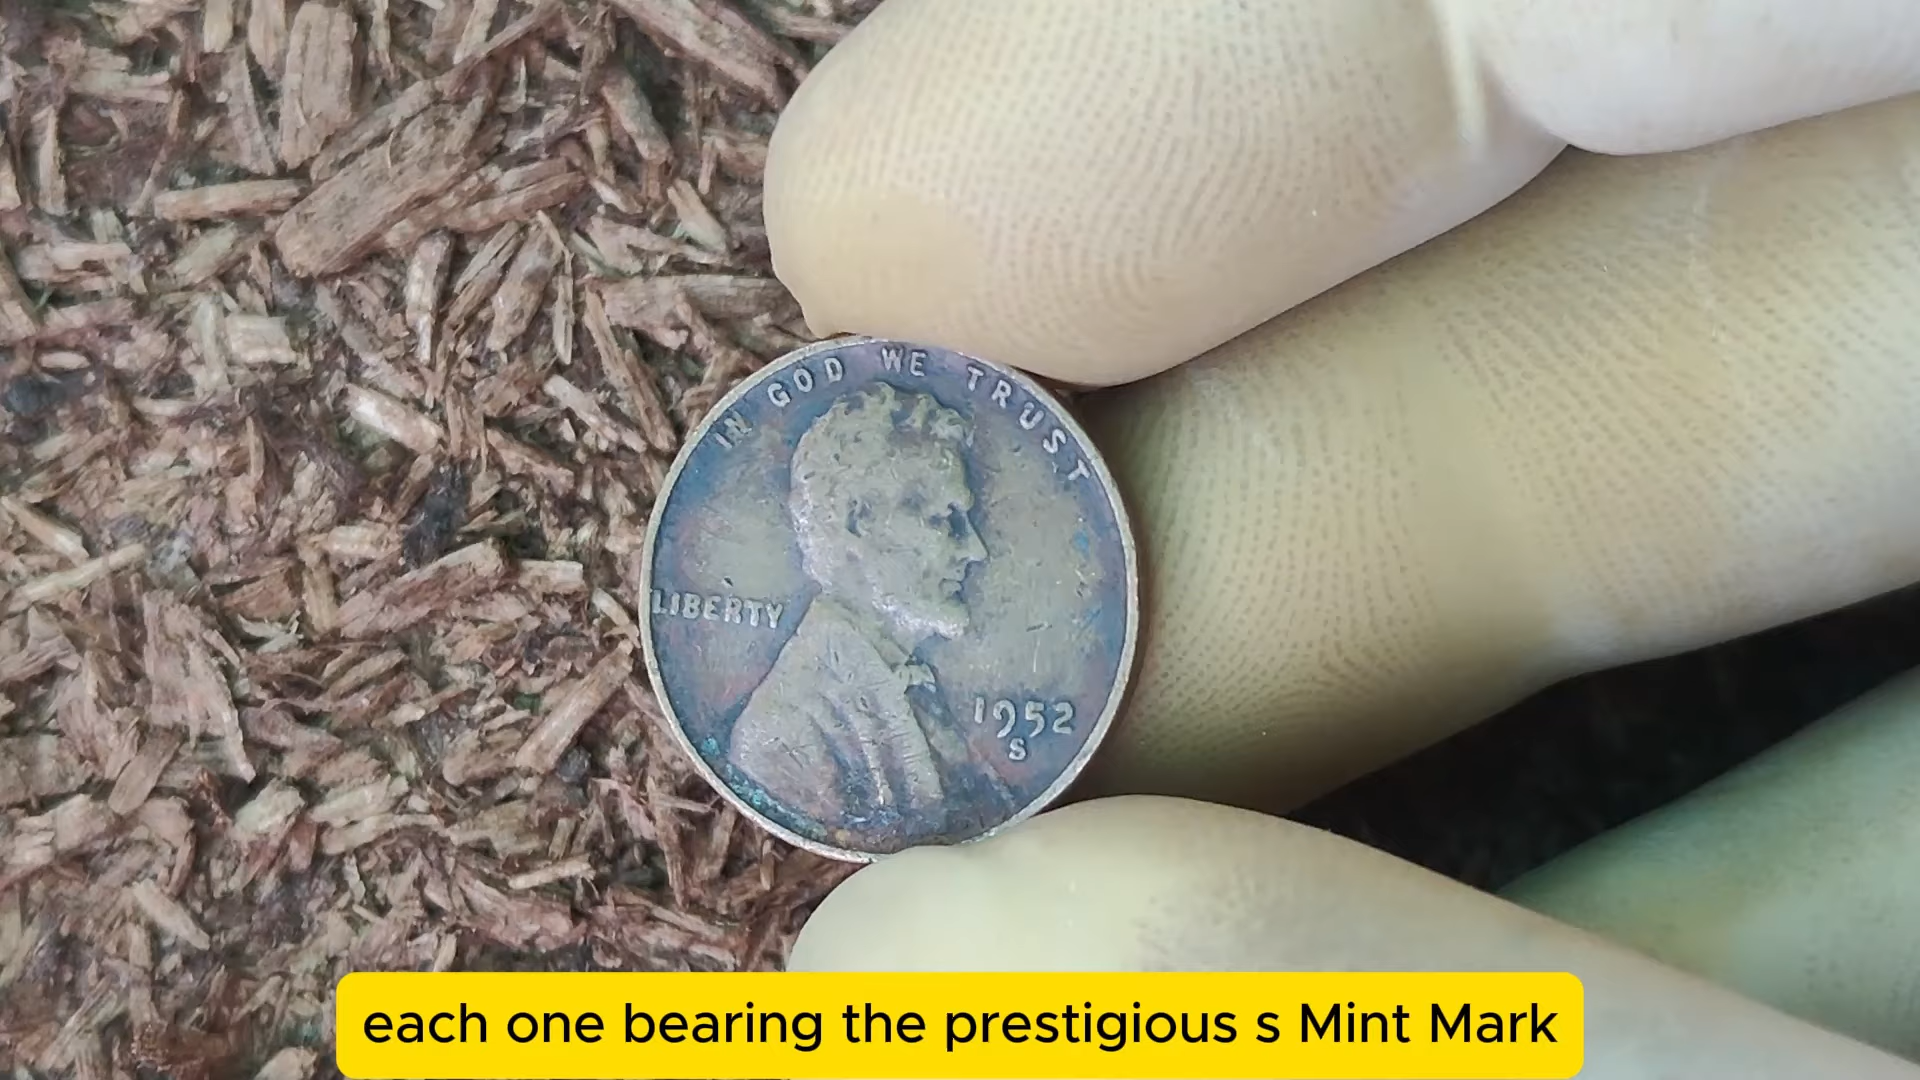 IN GOD WE TRUST
LIBERTY
1952
S
each one bearing the prestigious s Mint Mark